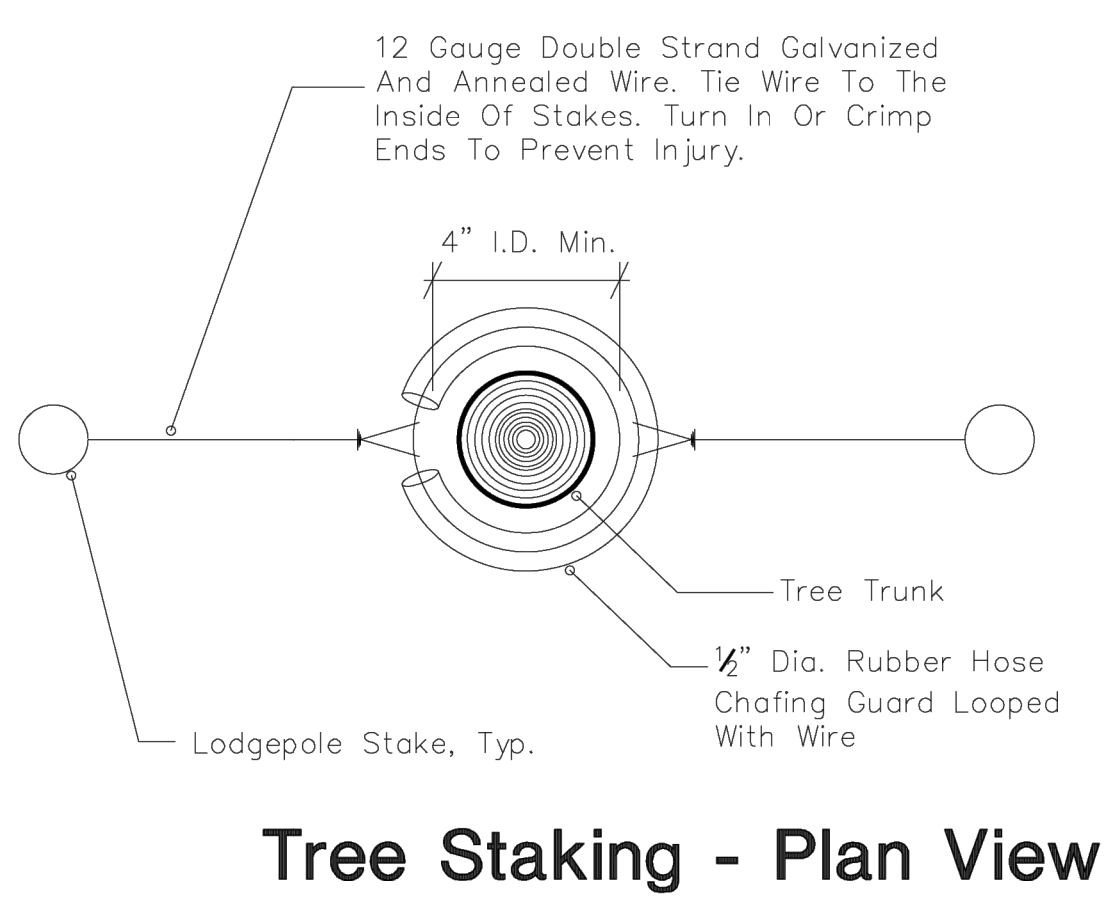 12 Gauge Double Strand Galvanized
And Annealed Wire. Tie Wire To The
Inside Of Stakes. Turn In Or Crimp
Ends To Prevent Injury.
4” I.D. Min.
Tree Trunk
½” Dia. Rubber Hose
Chafing Guard Looped
With Wire
Lodgepole Stake, Typ.
Tree Staking - Plan View